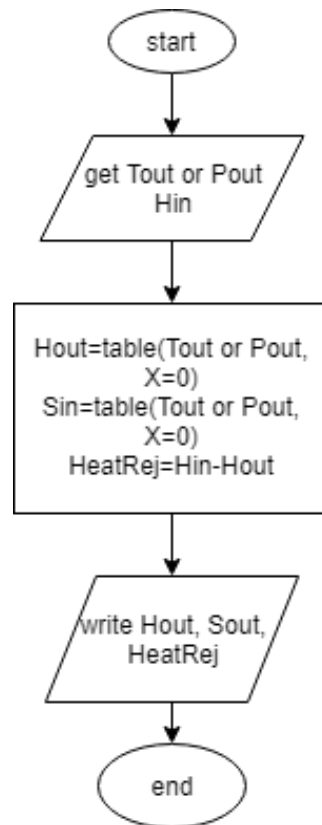 start
get Tout or Pout
Hin
Hout=table(Tout or Pout,
X=0)
Sin=table(Tout or Pout,
X=0)
HeatRej=Hin-Hout
write Hout, Sout,
HeatRej
end